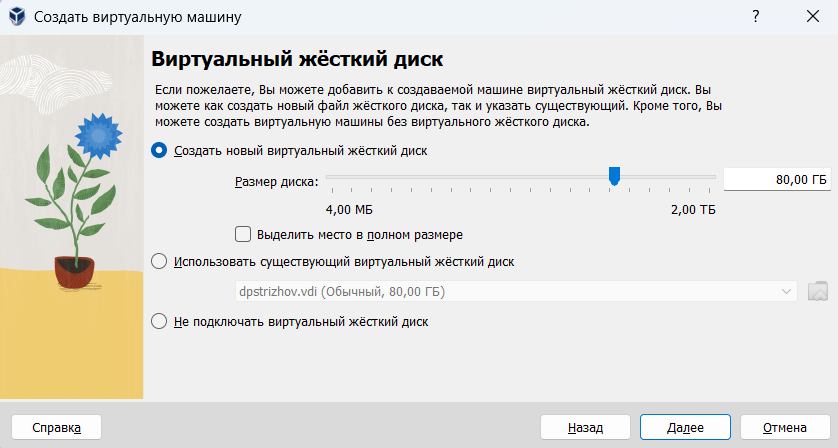 Создать виртуальную машину
?
Виртуальный жёсткий диск
Если пожелаете, Вы можете добавить к создаваемой машине виртуальный жёсткий диск. Вы
можете как создать новый файл жёсткого диска, так и указать существующий. Кроме того, Вы
можете создать виртуальную машины без виртуального жёсткого диска.
Создать новый виртуальный жёсткий диск
Размер диска:
80,00 ГБ
4,00 МБ
2,00 ТБ
Выделить место в полном размере
Использовать существующий виртуальный жёсткий диск
dpstrizhov.vdi (Обычный, 80,00 ГБ)
Не подключать виртуальный жёсткий диск
Справка
Назад
Далее
Отмена